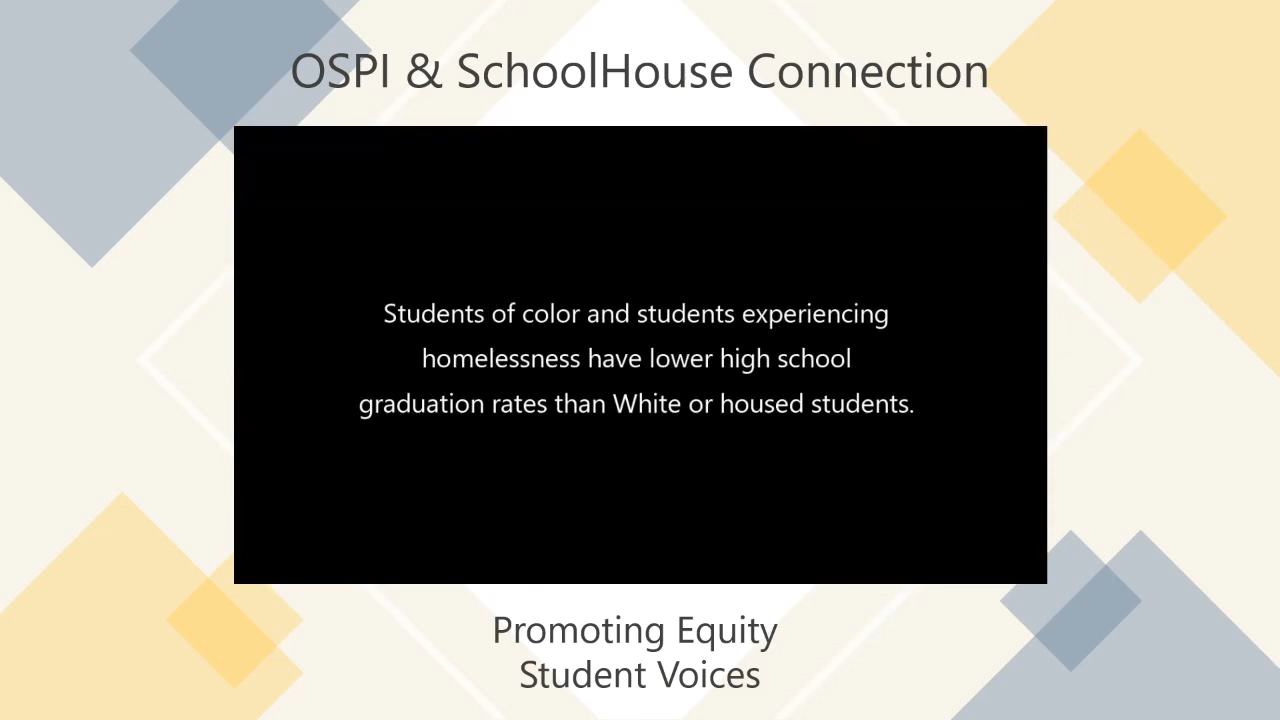 OSPI & SchoolHouse Connection
Students of color and students experiencing
homelessness have lower high school
graduation rates than White or housed students.
Promoting Equity
Student Voices